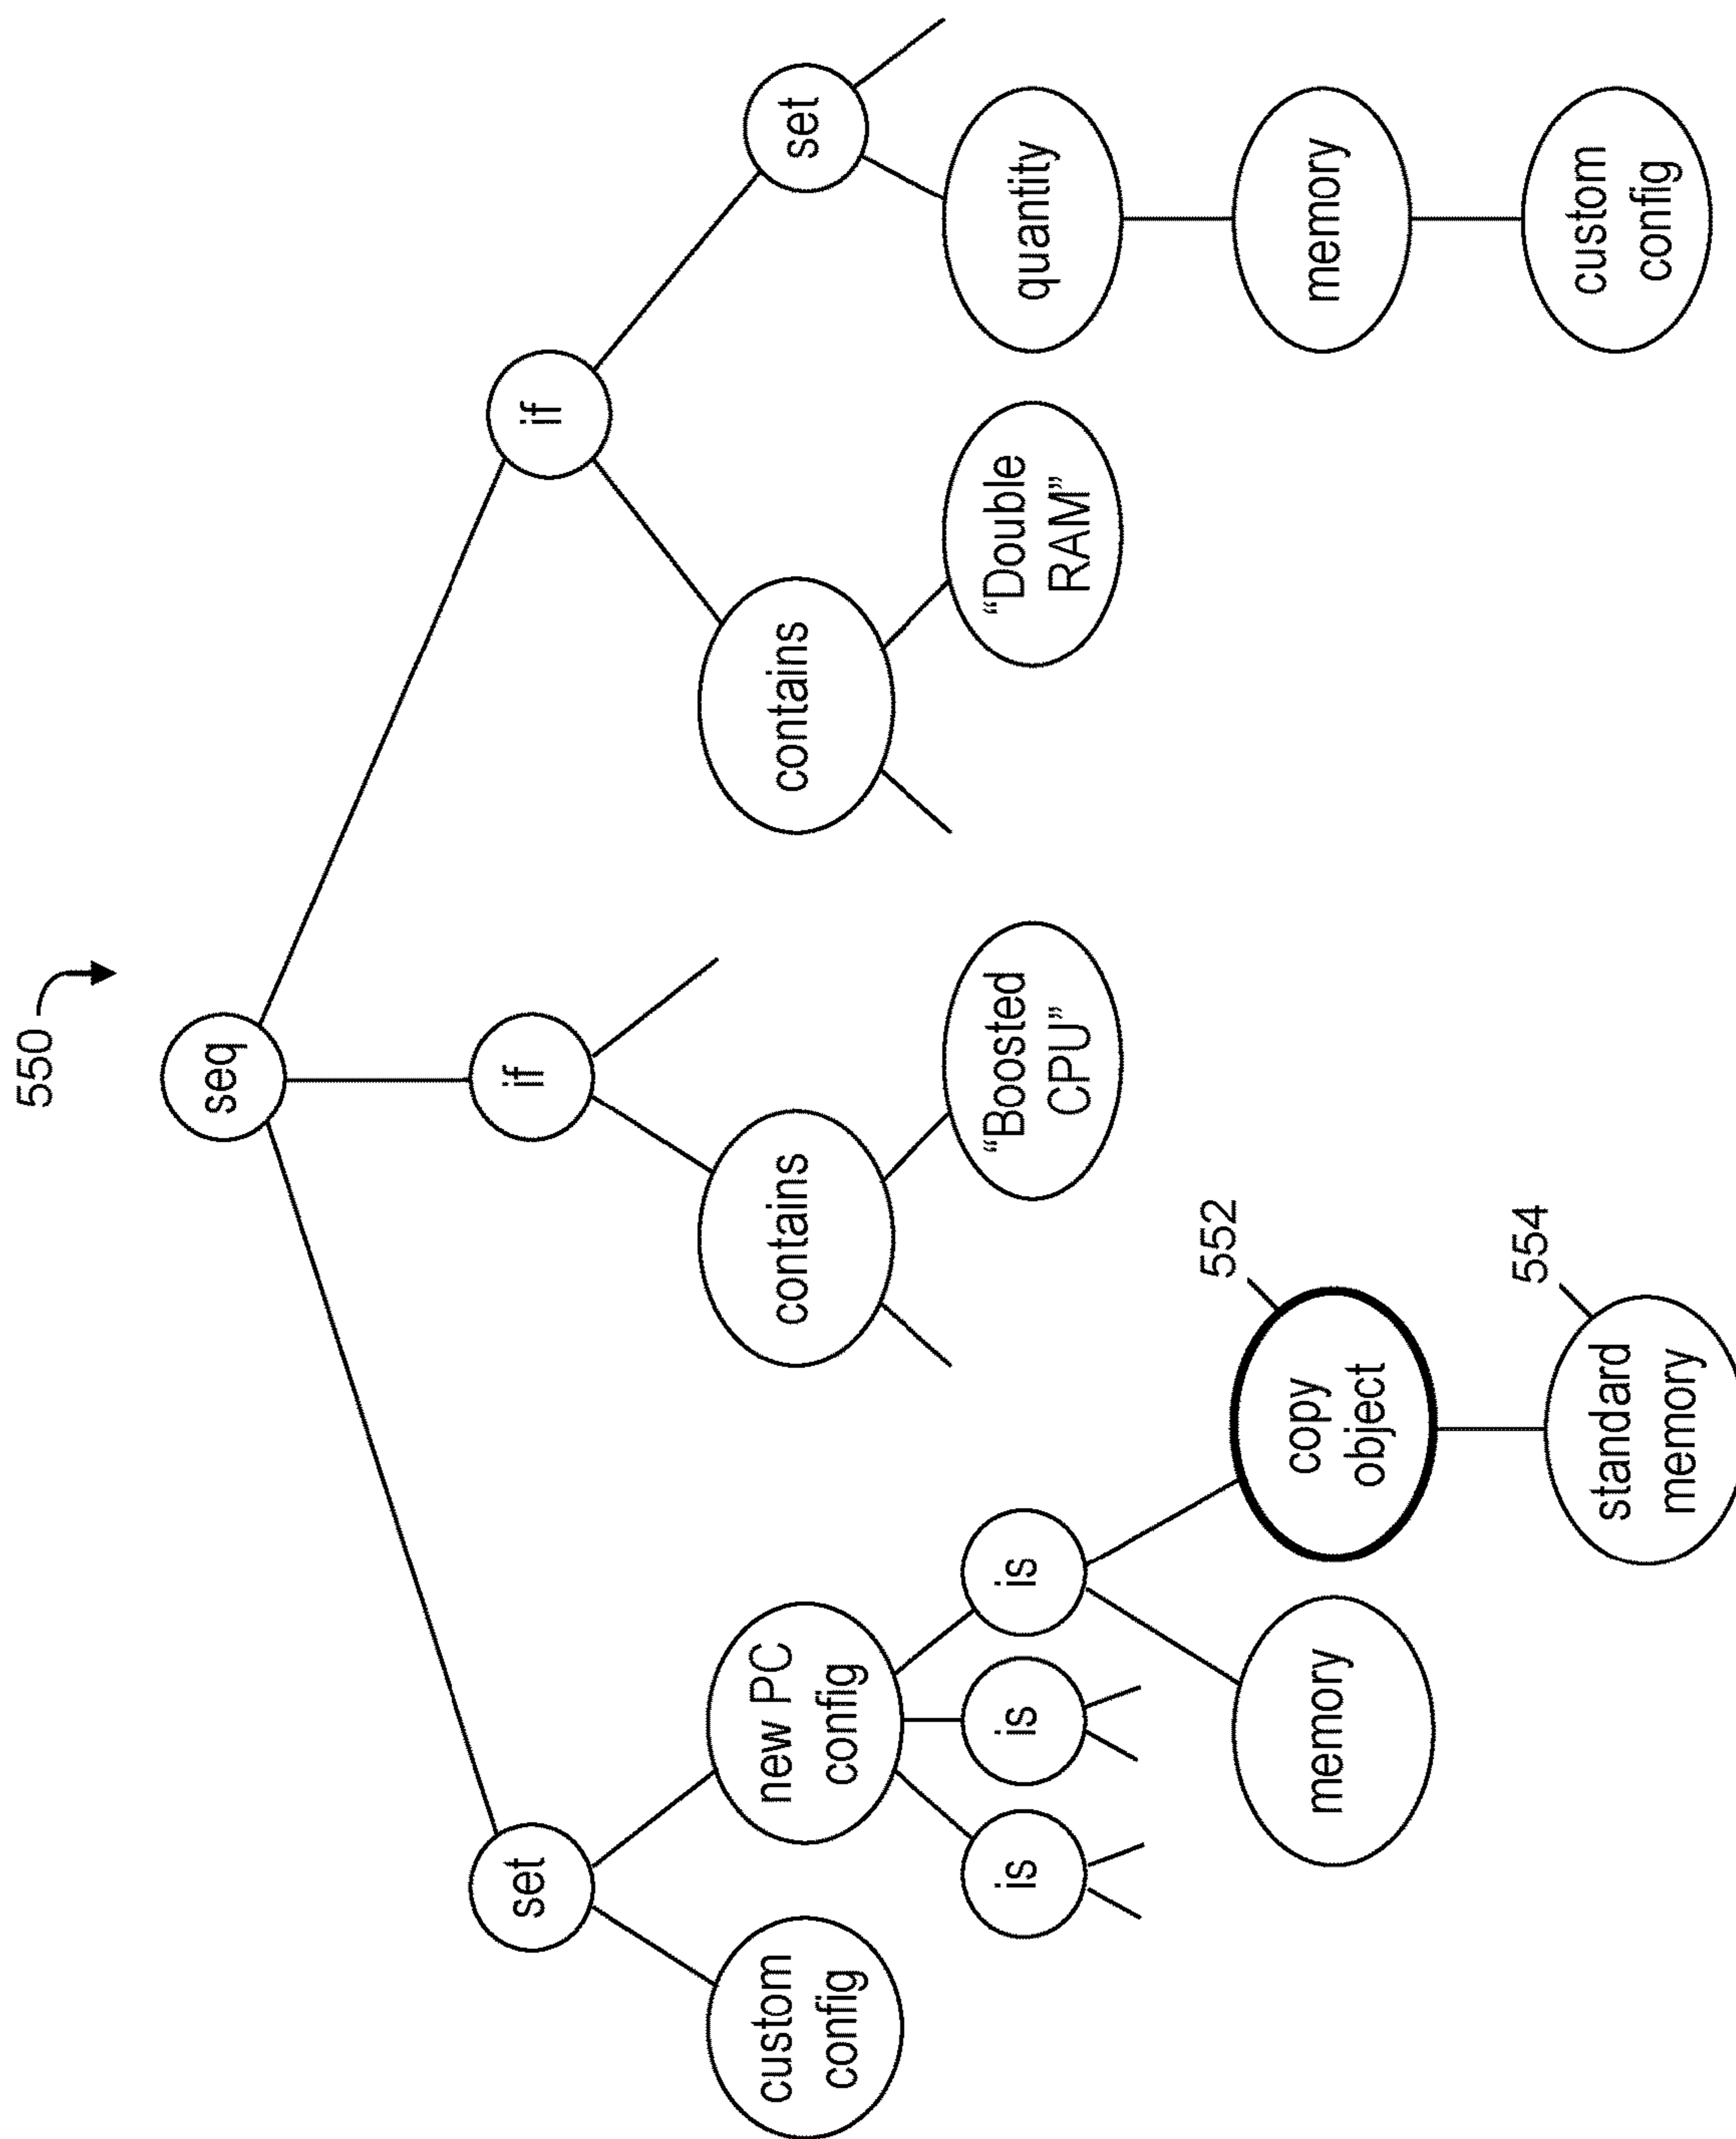 550
seq
set
if
if
custom
config
new PC
config
contains
contains
set
is
is
is
“Boosted
CPU”
“Double
RAM”
quantity
memory
copy
object
552
memory
standard
memory
554
custom
config